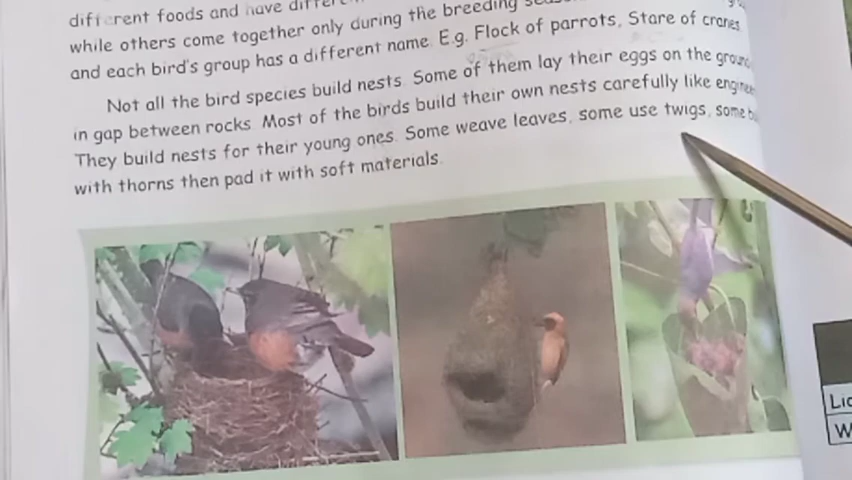 different foods and have
while others come together only during the breeding
and each bird's group has a different name. E.g. Flock of parrots, Stare of cranes
Not all the bird species build nests. Some of them lay their eggs on the ground
in gap between rocks. Most of the birds build their own nests carefully like
They build nests for their young ones. Some weave leaves, some use twigs, some
with thorns then pad it with soft materials.